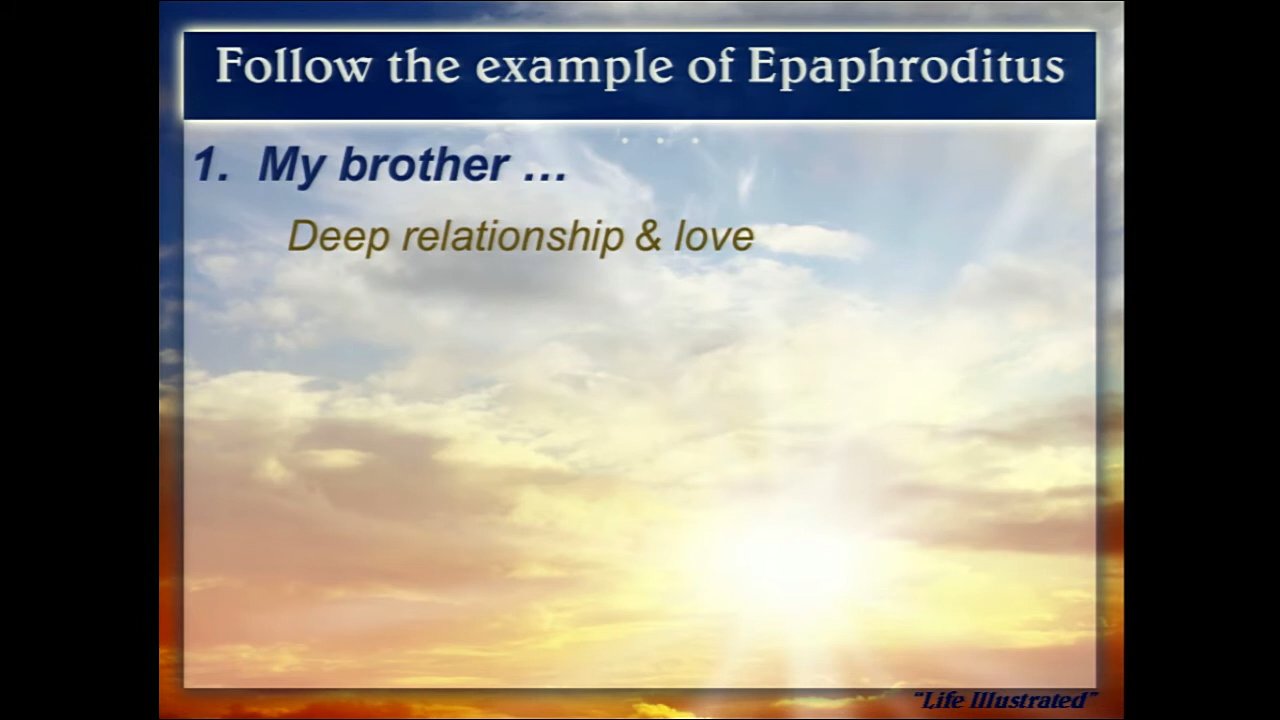 Follow the example of Epaphroditus
. . .
1. My brother ...
Deep relationship & love
"Life Illustrated"